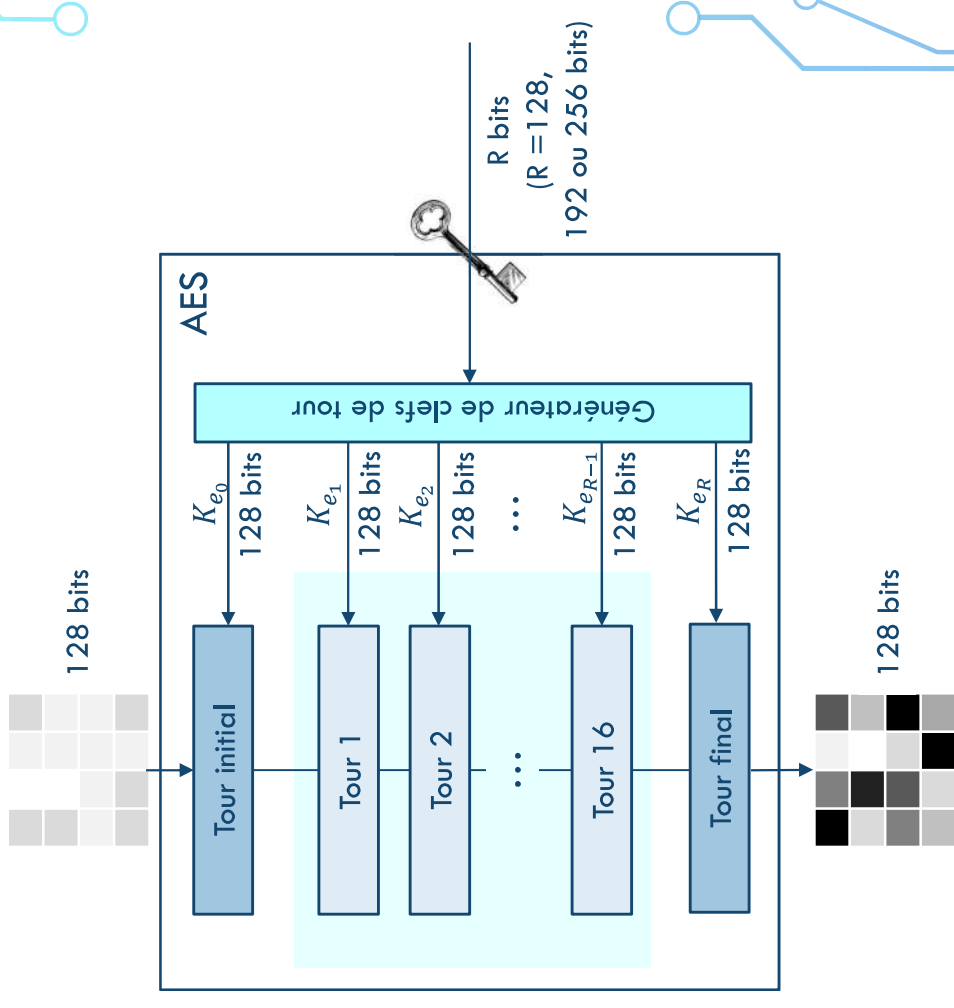 128 bits
AES
Tour initial
Tour 1
Tour 2
...
Tour 16
Tour final
K_{e_0}
128 bits
K_{e_1}
128 bits
K_{e_2}
128 bits
...
K_{e_{R-1}}
128 bits
K_{e_R}
128 bits
Générateur de clefs de tour
R bits
(R =128,
192 ou 256 bits)
128 bits